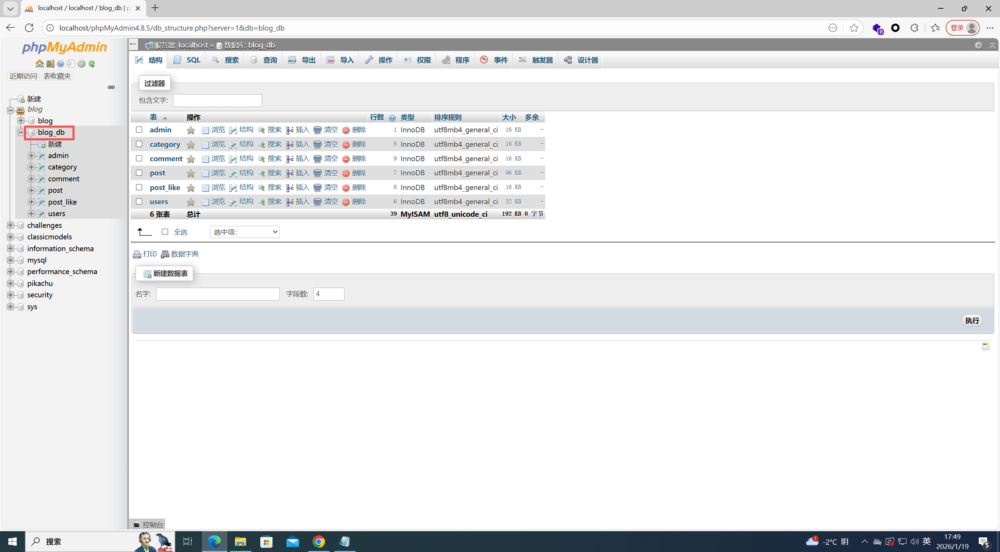 localhost / localhost / blog_db | p
localhost/phpMyAdmin4.8.5/db_structure.php?server=1&db=blog_db
8
登录
phpMyAdmin
近期访问 表收藏夹
新建
blog
blog
blog_db
新建
admin
category
comment
post
post_like
users
challenges
classicmodels
information_schema
mysql
performance_schema
pikachu
security
sys
服务器: localhost » 数据库: blog_db
结构 SQL 搜索 查询 导出 导入 操作 权限 程序 事件 触发器 设计器
过滤器
包含文字:
表 操作 行数 类型 排序规则 大小 多余
admin 浏览 结构 搜索 插入 清空 删除 1 InnoDB utf8mb4_general_ci 16 KB -
category 浏览 结构 搜索 插入 清空 删除 8 InnoDB utf8mb4_general_ci 16 KB -
comment 浏览 结构 搜索 插入 清空 删除 9 InnoDB utf8mb4_general_ci 16 KB -
post 浏览 结构 搜索 插入 清空 删除 7 InnoDB utf8mb4_general_ci 96 KB -
post_like 浏览 结构 搜索 插入 清空 删除 8 InnoDB utf8mb4_general_ci 16 KB -
users 浏览 结构 搜索 插入 清空 删除 6 InnoDB utf8mb4_general_ci 32 KB -
6 张表 总计 39 MyISAM utf8_unicode_ci 192 KB 0 字节
全选 选中项:
打印 数据字典
新建数据表
名字: 字段数: 4
执行
控制台
搜索
1 -2°C 阴 英 17:49
2026/1/19 5